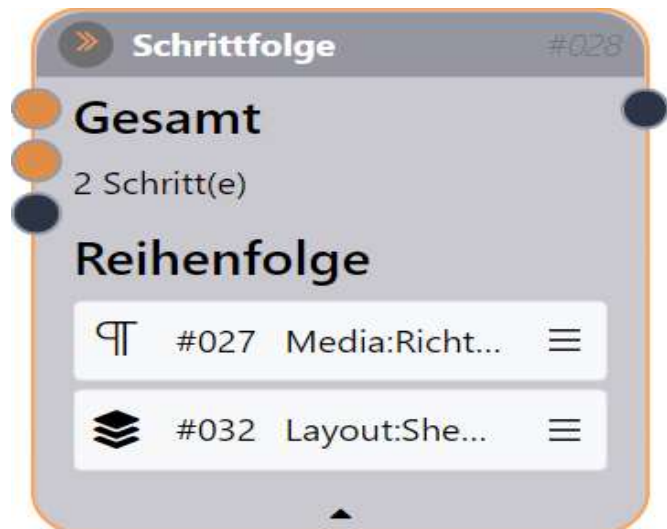 Schrittfolge #028
Gesamt
2 Schritt(e)
Reihenfolge
#027 Media:Richt...
#032 Layout:She...